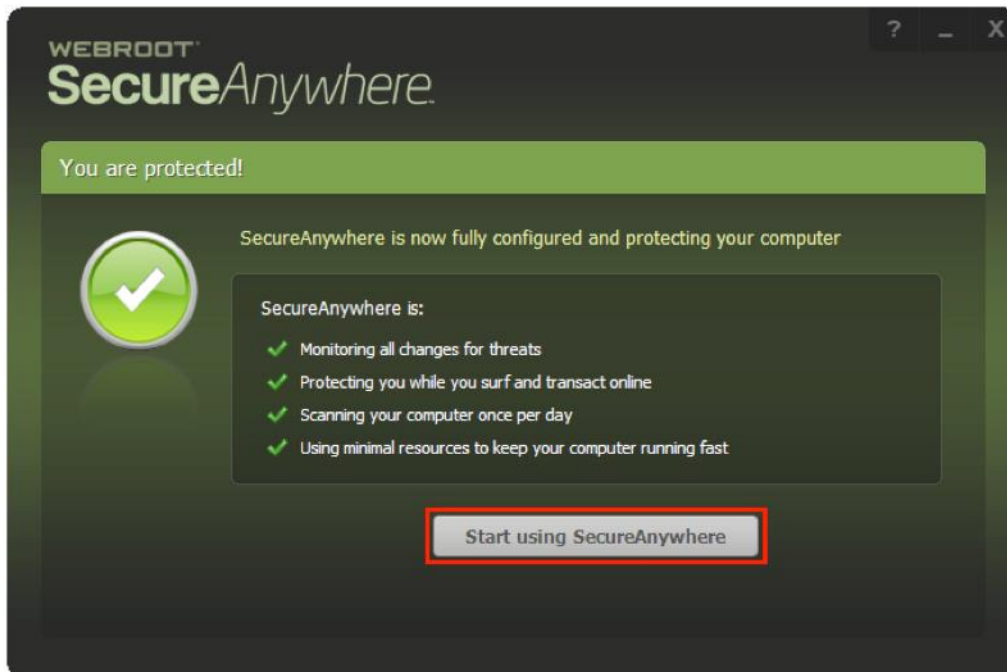 ? _ X
WEBROOT
SecureAnywhere™
You are protected!
SecureAnywhere is now fully configured and protecting your computer
SecureAnywhere is:
Monitoring all changes for threats
Protecting you while you surf and transact online
Scanning your computer once per day
Using minimal resources to keep your computer running fast
Start using SecureAnywhere